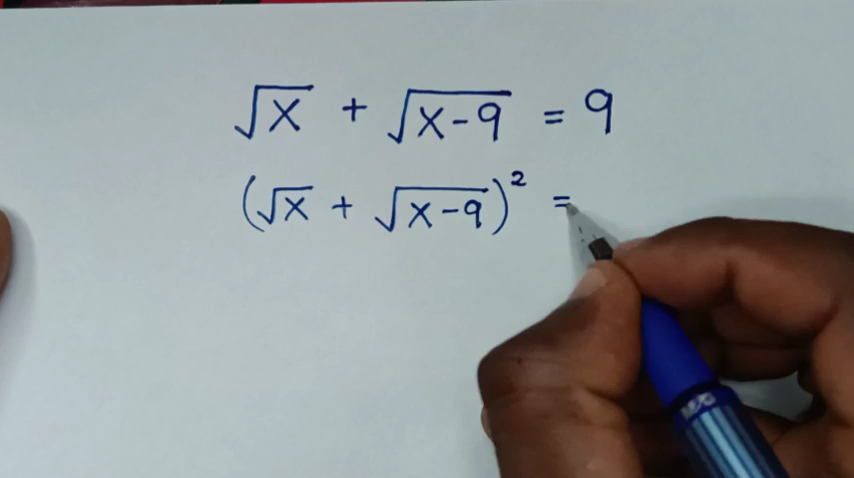 √x + √(x-9) = 9
(√x + √(x-9))² =